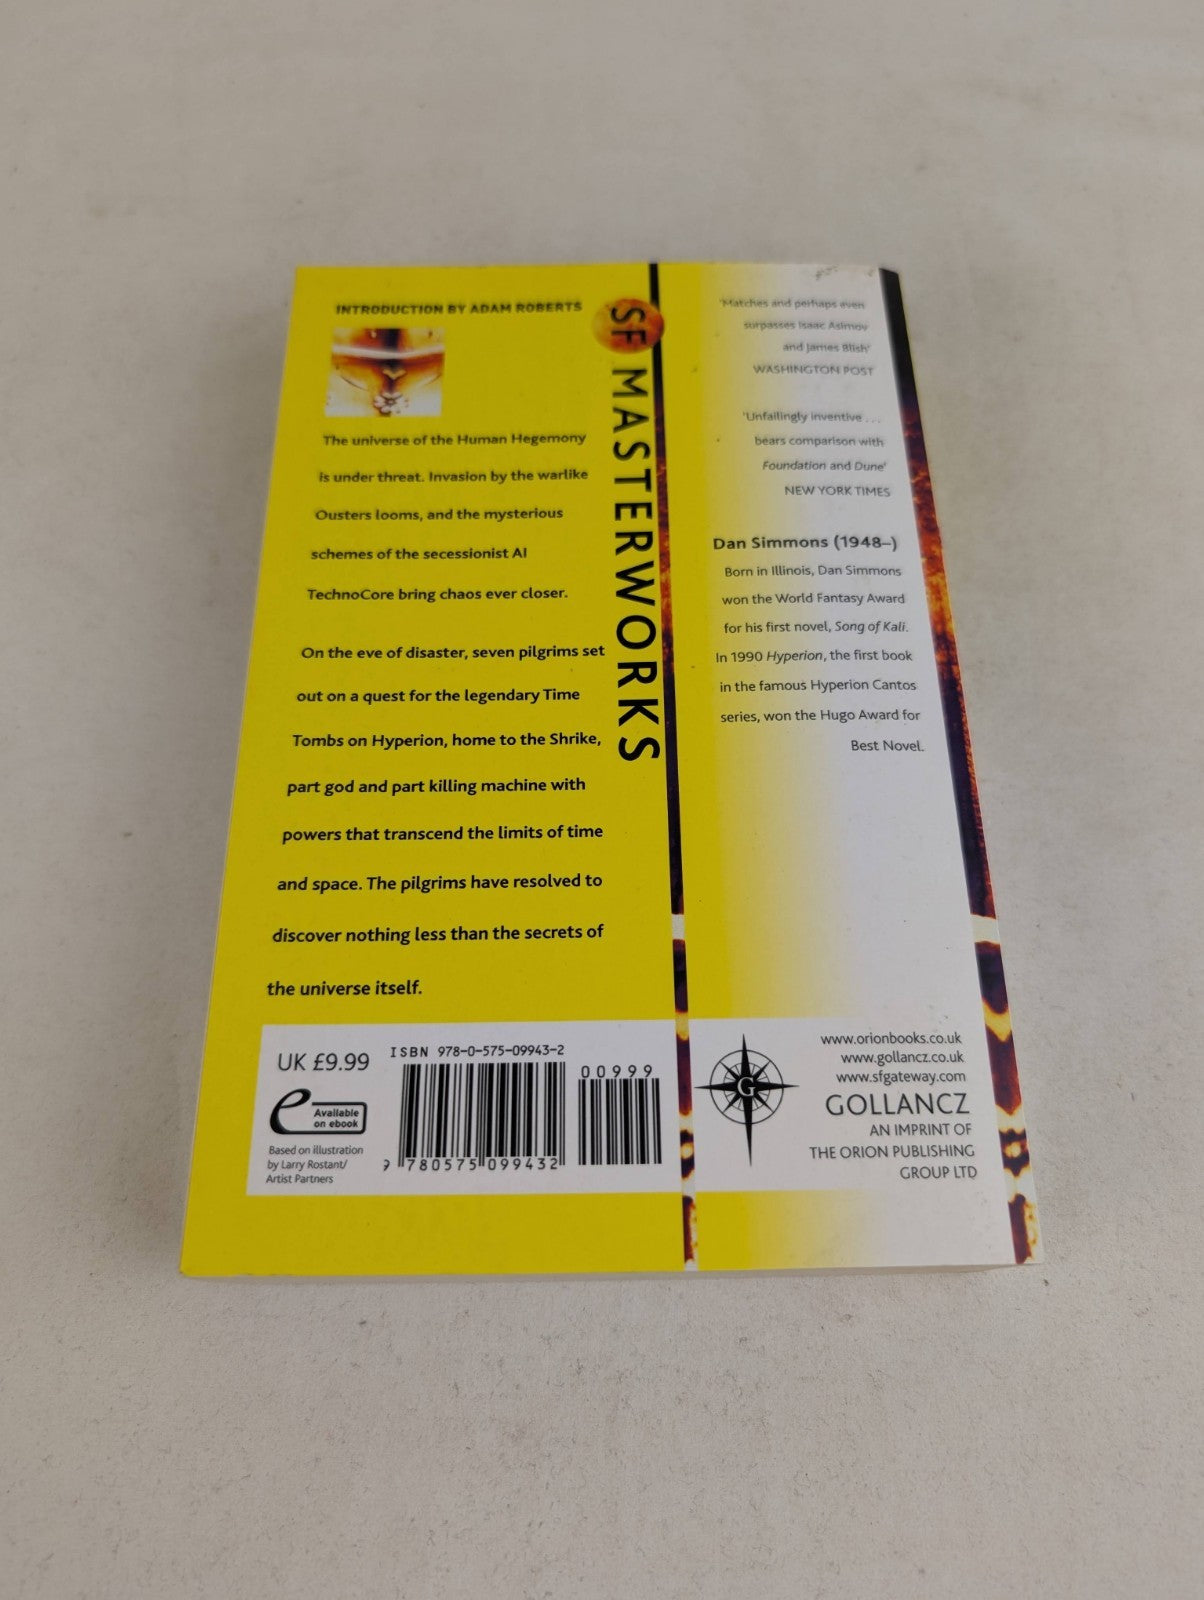 INTRODUCTION BY ADAM ROBERTS
The universe of the Human Hegemony
is under threat. Invasion by the warlike
Ousters looms, and the mysterious
schemes of the secessionist AI
TechnoCore bring chaos ever closer.
On the eve of disaster, seven pilgrims set
out on a quest for the legendary Time
Tombs on Hyperion, home to the Shrike,
part god and part killing machine with
powers that transcend the limits of time
and space. The pilgrims have resolved to
discover nothing less than the secrets of
the universe itself.
SF MASTERWORKS
'Matches and perhaps even
surpasses Isaac Asimov
and James Blish'
WASHINGTON POST
'Unfailingly inventive . . .
bears comparison with
Foundation and Dune'
NEW YORK TIMES
Dan Simmons (1948–)
Born in Illinois, Dan Simmons
won the World Fantasy Award
for his first novel, Song of Kali.
In 1990 Hyperion, the first book
in the famous Hyperion Cantos
series, won the Hugo Award for
Best Novel.
UK £9.99
ISBN 978-0-575-09943-2
00999
9 780575 099432
Available
on ebook
Based on illustration
by Larry Rostant/
Artist Partners
G
www.orionbooks.co.uk
www.gollancz.co.uk
www.sfgateway.com
GOLLANCZ
AN IMPRINT OF
THE ORION PUBLISHING
GROUP LTD